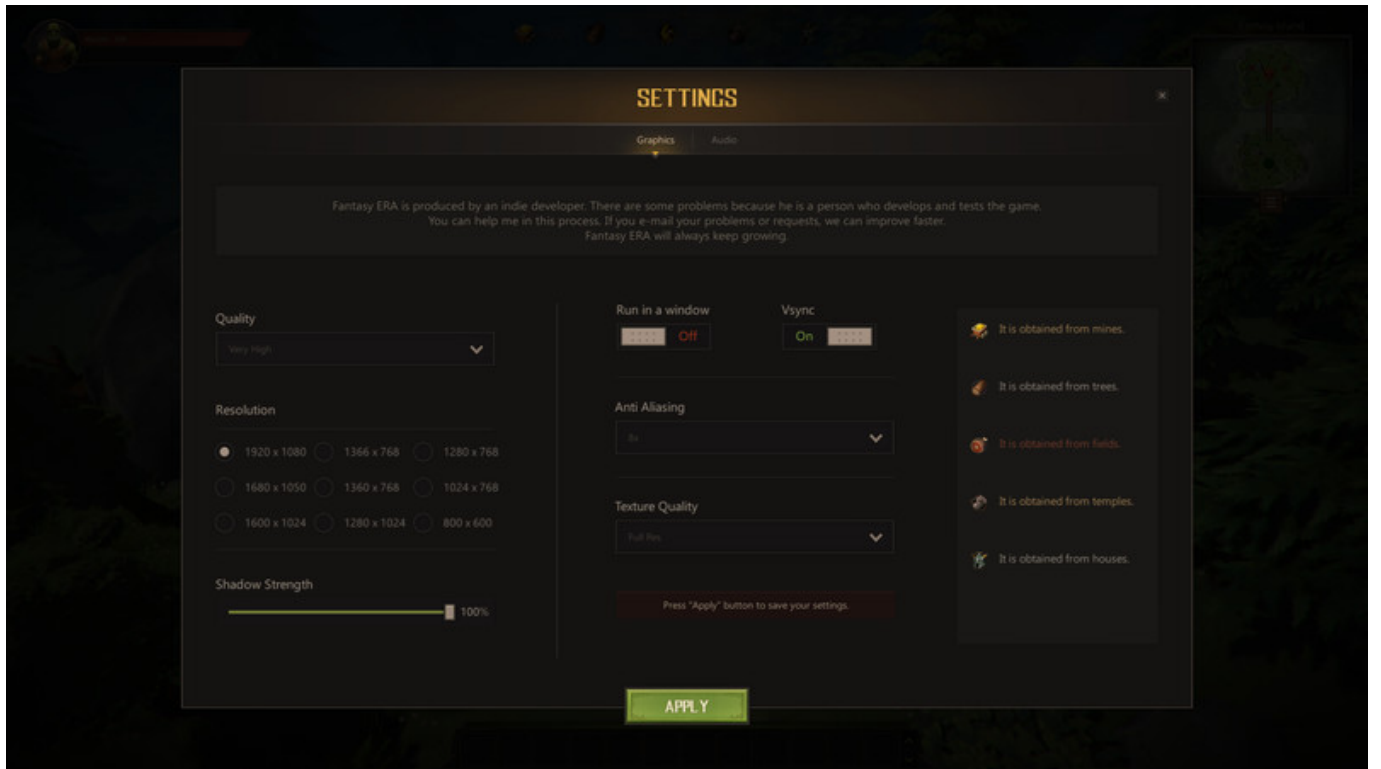 SETTINGS
Graphics
Audio
Fantasy ERA is produced by an indie developer. There are some problems because he is a person who develops and tests the game.
You can help me in this process. If you e-mail your problems or requests, we can improve faster.
Fantasy ERA will always keep growing.
Quality
Very High
Resolution
1920 x 1080
1366 x 768
1280 x 768
1680 x 1050
1360 x 768
1024 x 768
1600 x 1024
1280 x 1024
800 x 600
Shadow Strength
100%
Run in a window
Off
Vsync
On
Anti Aliasing
8x
Texture Quality
Full Res
Press "Apply" button to save your settings.
It is obtained from mines.
It is obtained from trees.
It is obtained from fields.
It is obtained from temples.
It is obtained from houses.
APPLY